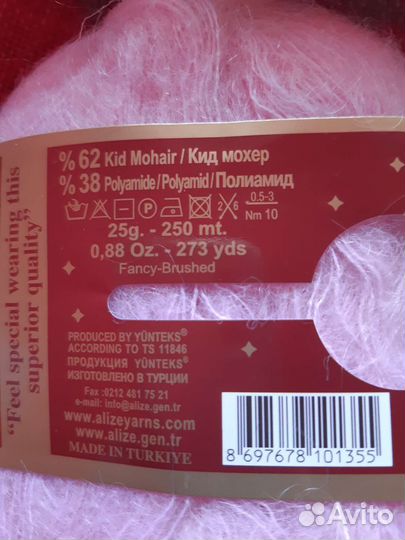 % 62 Kid Mohair / Кид мохер
% 38 Polyamide / Polyamid / Полиамид
P 2 6 0.5-3
Nm 10
25g. - 250 mt.
0,88 Oz. - 273 yds
Fancy-Brushed
"Feel special wearing this
superior quality"
PRODUCED BY YÜNTEKS®
ACCORDING TO TS 11846
ПРОДУКЦИЯ YÜNTEKS®
ИЗГОТОВЛЕНО В ТУРЦИИ
Fax : 0212 481 75 21
e-mail: info@alize.gen.tr
www.alizeyarns.com
www.alize.gen.tr
MADE IN TURKIYE
8 697678 101355
Avito